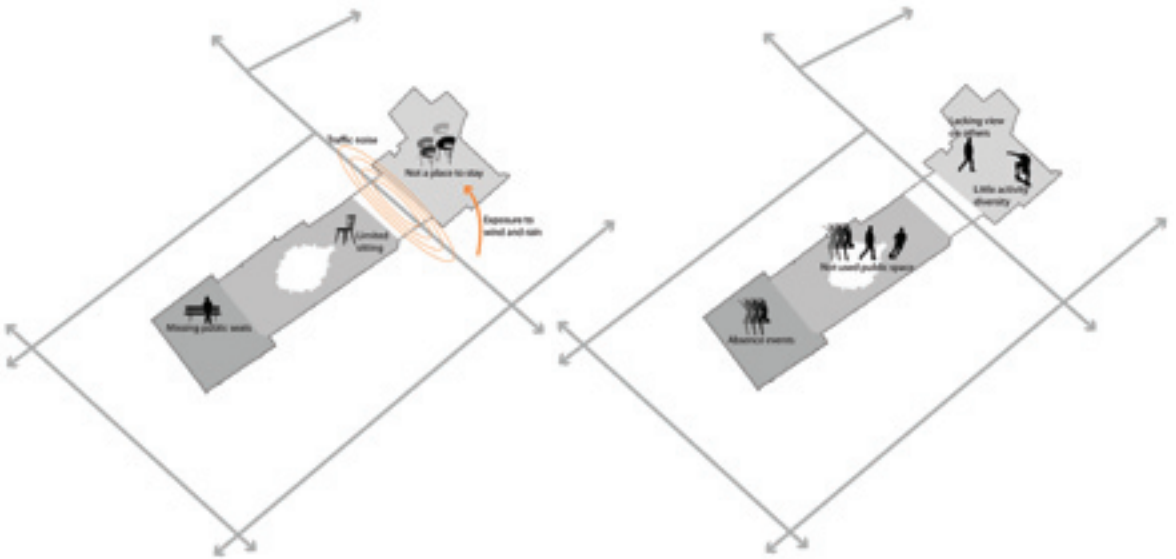 Traffic noise
Not a place to stay
Exposure to
wind and rain
Limited
sitting
Missing public seats
Lacking view
to others
Little activity
diversity
Not used public space
Absence events